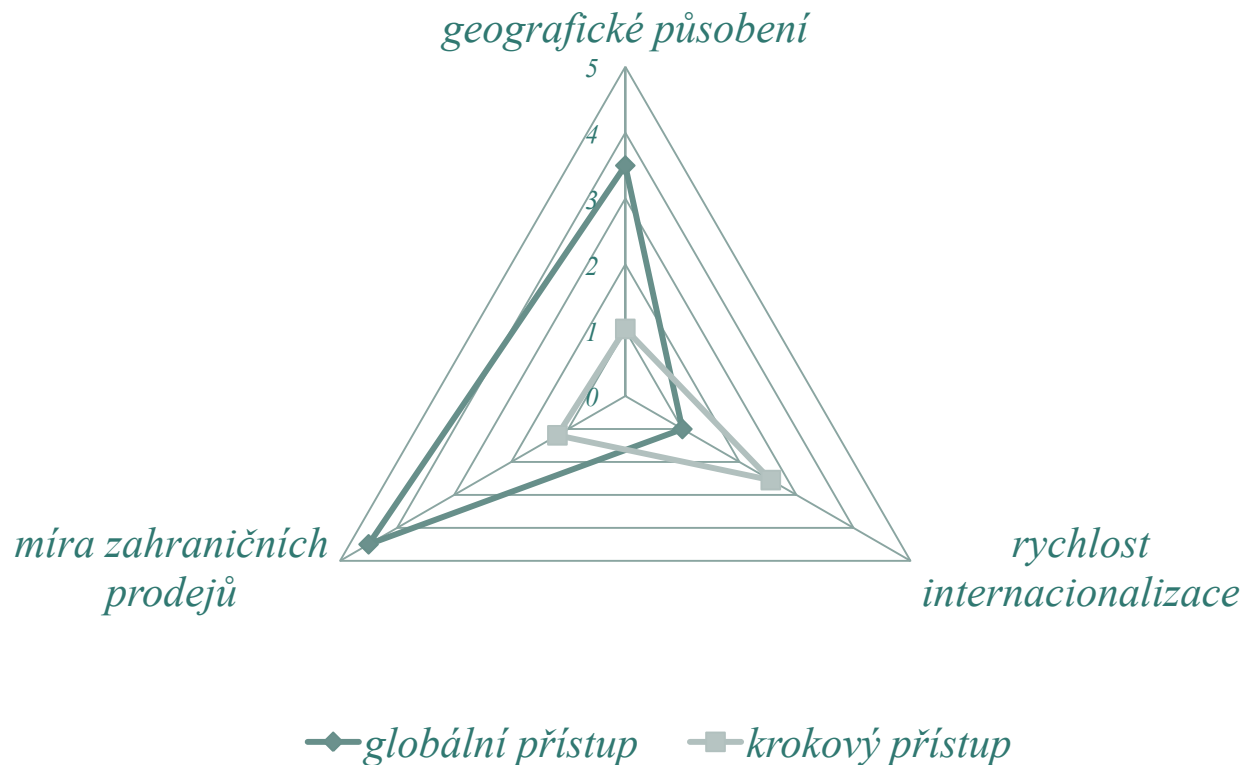 geografické působení
5
4
3
2
1
0
míra zahraničních
prodejů
rychlost
internacionalizace
globální přístup
krokový přístup